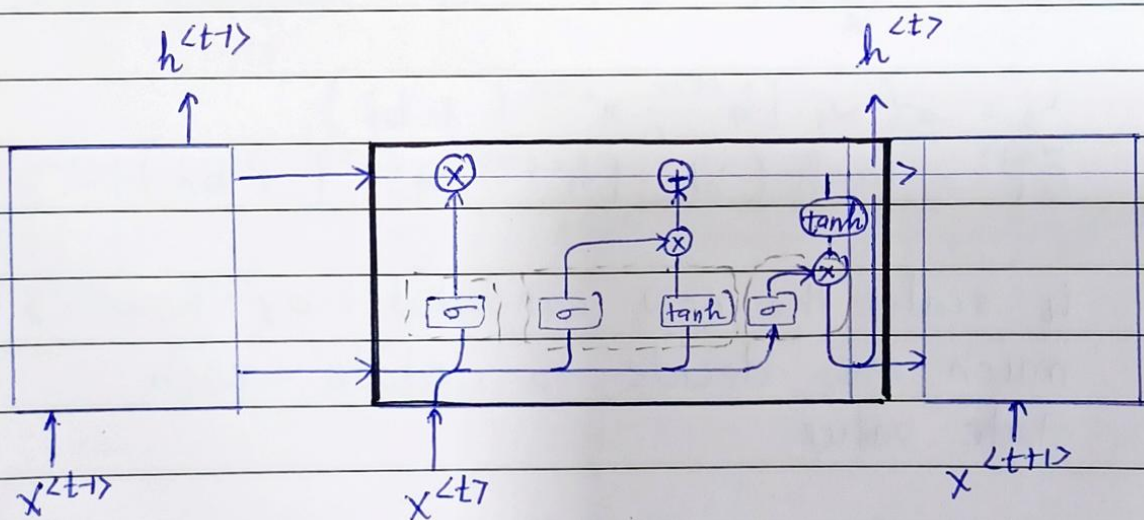 h<t-1> h<t>
x +
tanh
x x
σ σ tanh σ
x<t-1> x<t> x<t+1>